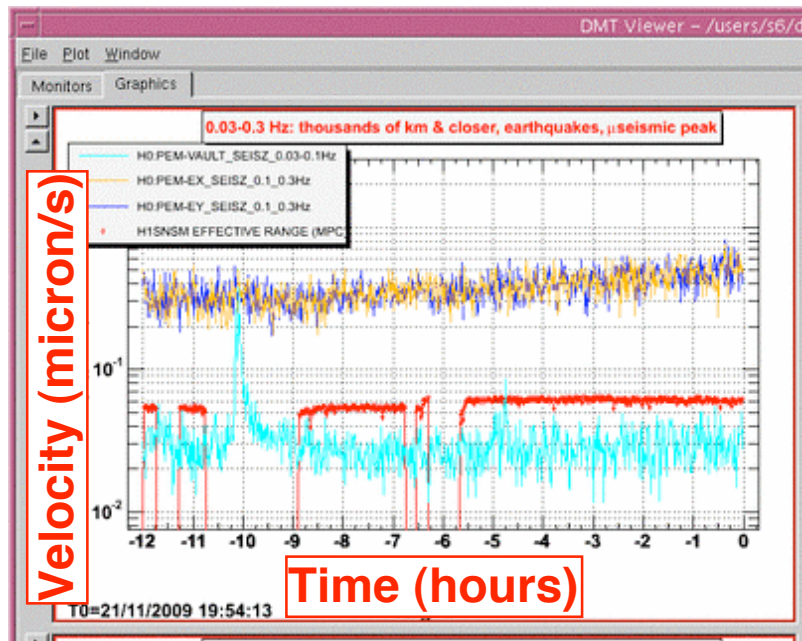 DMT Viewer - /users/s6/d
File Plot Window
Monitors Graphics
0.03-0.3 Hz: thousands of km & closer, earthquakes, μseismic peak
H0:PEM-VAULT_SEISZ_0.03-0.1Hz
H0:PEM-EX_SEISZ_0.1_0.3Hz
H0:PEM-EY_SEISZ_0.1_0.3Hz
H1SNSM EFFECTIVE RANGE (MPC)
Velocity (micron/s)
10-1
10-2
-12 -11 -10 -9 -8 -7 -6 -5 -4 -3 -2 -1 0
Time (hours)
T0=21/11/2009 19:54:13